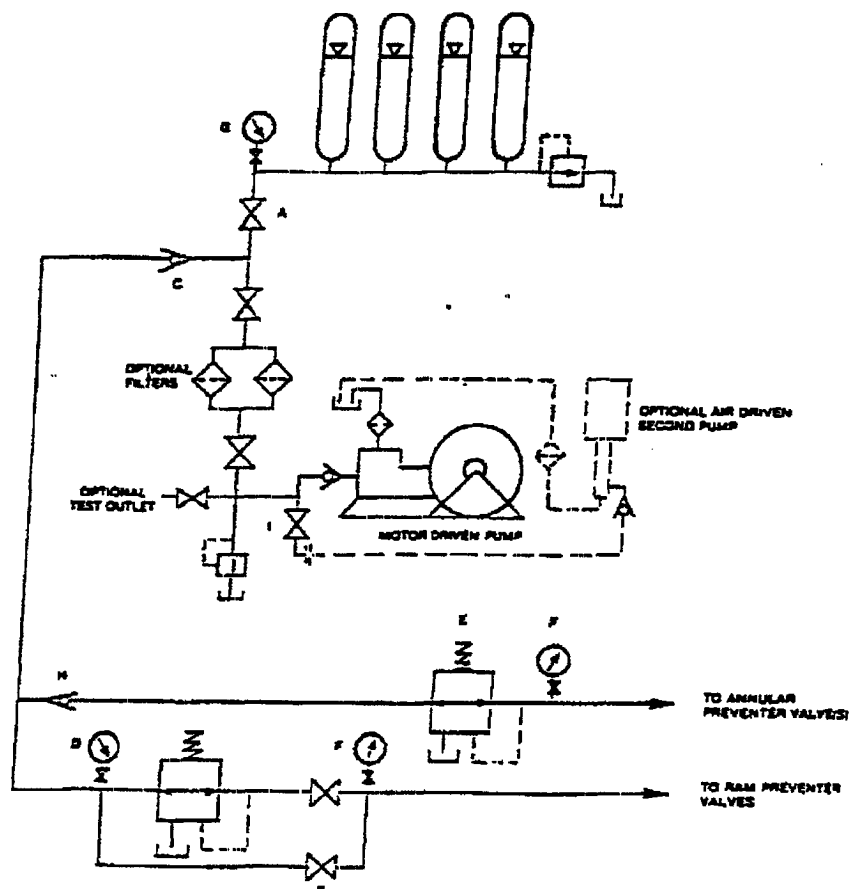 A
C
OPTIONAL
FILTERS
OPTIONAL AIR DRIVEN
SECOND PUMP
OPTIONAL
TEST OUTLET
I
MOTOR DRIVEN PUMP
E
F
H
TO ANNULAR
PREVENTER VALVE(S)
D
F
TO RAM PREVENTER
VALVES